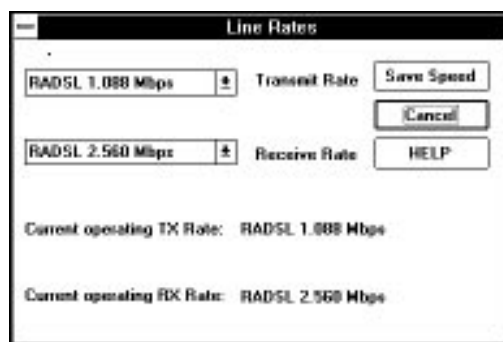 Line Rates
RADSL 1.088 Mbps
Transmit Rate
Save Speed
Cancel
RADSL 2.560 Mbps
Receive Rate
HELP
Current operating TX Rate: RADSL 1.088 Mbps
Current operating RX Rate: RADSL 2.560 Mbps